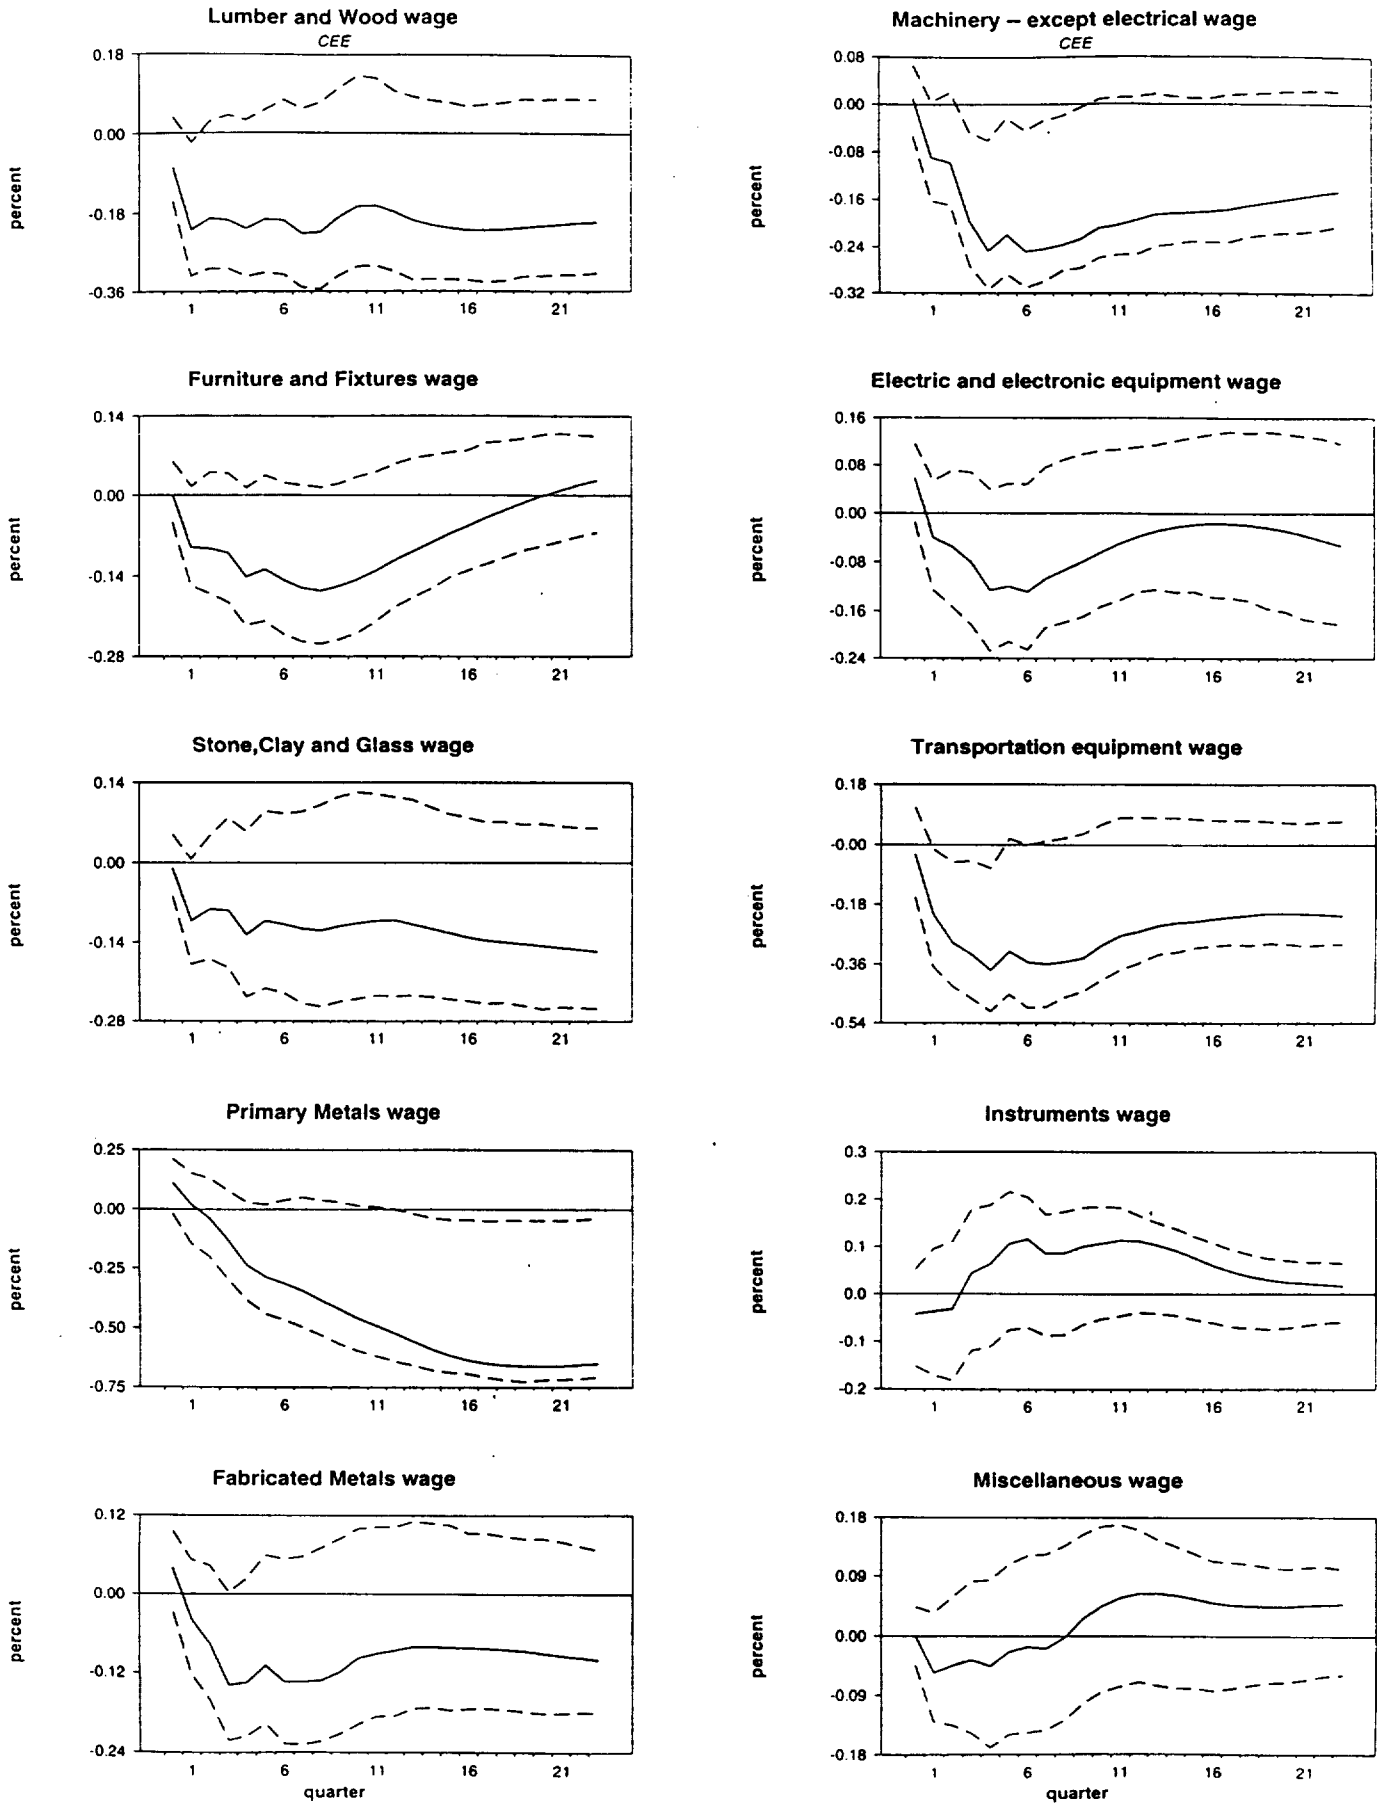 Lumber and Wood wage
CEE
0.18
0.00
-0.18
-0.36
percent
1 6 11 16 21
Machinery – except electrical wage
CEE
0.08
0.00
-0.08
-0.16
-0.24
-0.32
percent
1 6 11 16 21
Furniture and Fixtures wage
0.14
0.00
-0.14
-0.28
percent
1 6 11 16 21
Electric and electronic equipment wage
0.16
0.08
0.00
-0.08
-0.16
-0.24
percent
1 6 11 16 21
Stone,Clay and Glass wage
0.14
0.00
-0.14
-0.28
percent
1 6 11 16 21
Transportation equipment wage
0.18
-0.00
-0.18
-0.36
-0.54
percent
1 6 11 16 21
Primary Metals wage
0.25
0.00
-0.25
-0.50
-0.75
percent
1 6 11 16 21
Instruments wage
0.3
0.2
0.1
0.0
-0.1
-0.2
percent
1 6 11 16 21
Fabricated Metals wage
0.12
0.00
-0.12
-0.24
percent
1 6 11 16 21
quarter
Miscellaneous wage
0.18
0.09
0.00
-0.09
-0.18
percent
1 6 11 16 21
quarter